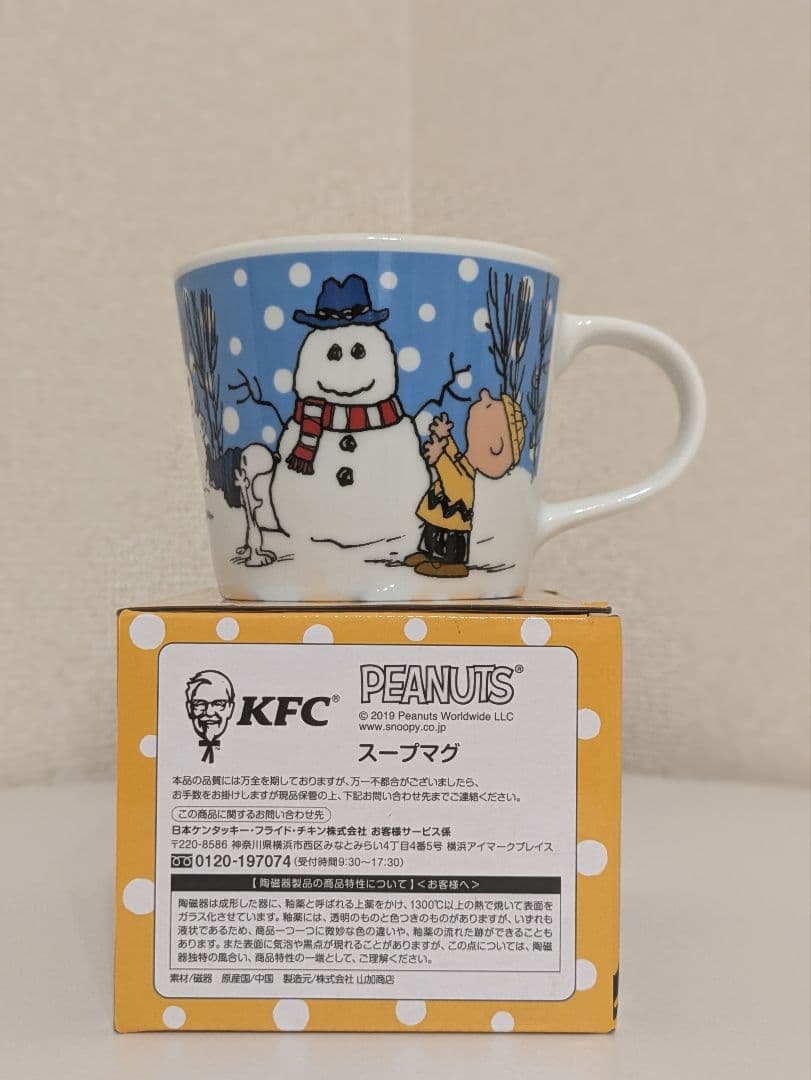 KFC®
PEANUTS®
© 2019 Peanuts Worldwide LLC
www.snoopy.co.jp
スープマグ
本品の品質には万全を期しておりますが、万一不都合がございましたら、
お手数をお掛けしますが現品保管の上、下記お問い合わせ先までご連絡ください。
この商品に関するお問い合わせ先
日本ケンタッキー・フライド・チキン株式会社 お客様サービス係
〒220-8586 神奈川県横浜市西区みなとみらい4丁目4番5号 横浜アイマークプレイス
0120-197074(受付時間9:30~17:30)
【陶磁器製品の商品特性について】<お客様へ>
陶磁器は成形した器に、釉薬と呼ばれる上薬をかけ、1300℃以上の熱で焼いて表面を
ガラス化させています。釉薬には、透明のものと色つきのものがありますが、いずれも
液状であるため、商品一つ一つに微妙な色の違いや、釉薬の流れた跡ができることも
あります。また表面に気泡や黒点が現れることがありますが、この点については、陶磁
器独特の風合い、商品特性の一端として、ご理解ください。
素材/磁器 原産国/中国 製造元/株式会社 山加商店